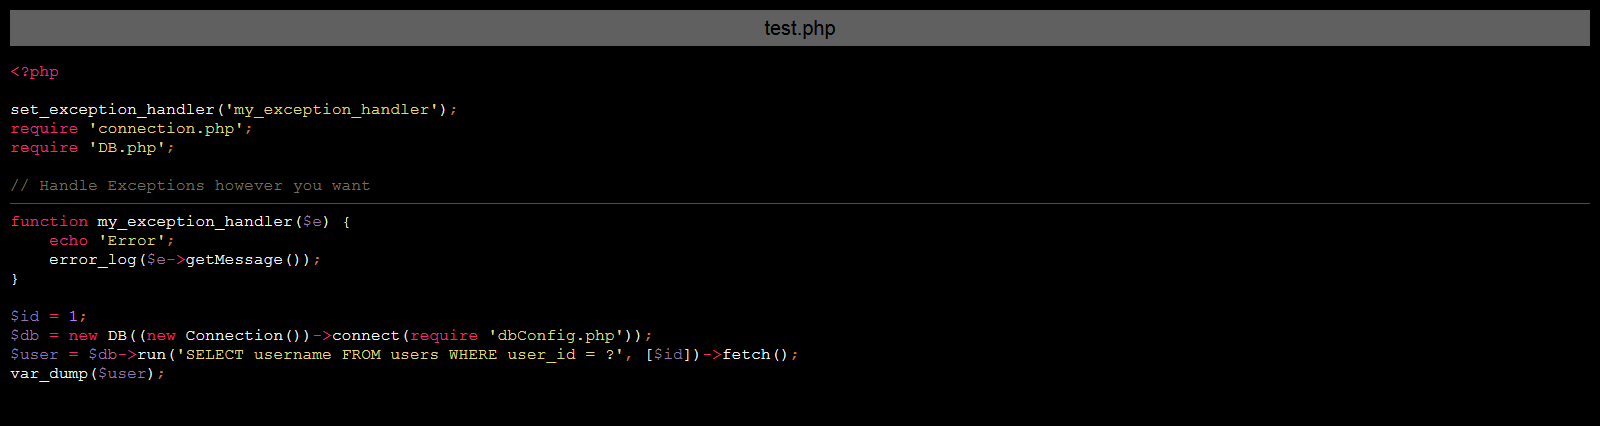 test.php
<?php
set_exception_handler('my_exception_handler');
require 'connection.php';
require 'DB.php';
// Handle Exceptions however you want
function my_exception_handler($e) {
    echo 'Error';
    error_log($e->getMessage());
}
$id = 1;
$db = new DB((new Connection())->connect(require 'dbConfig.php'));
$user = $db->run('SELECT username FROM users WHERE user_id = ?', [$id])->fetch();
var_dump($user);